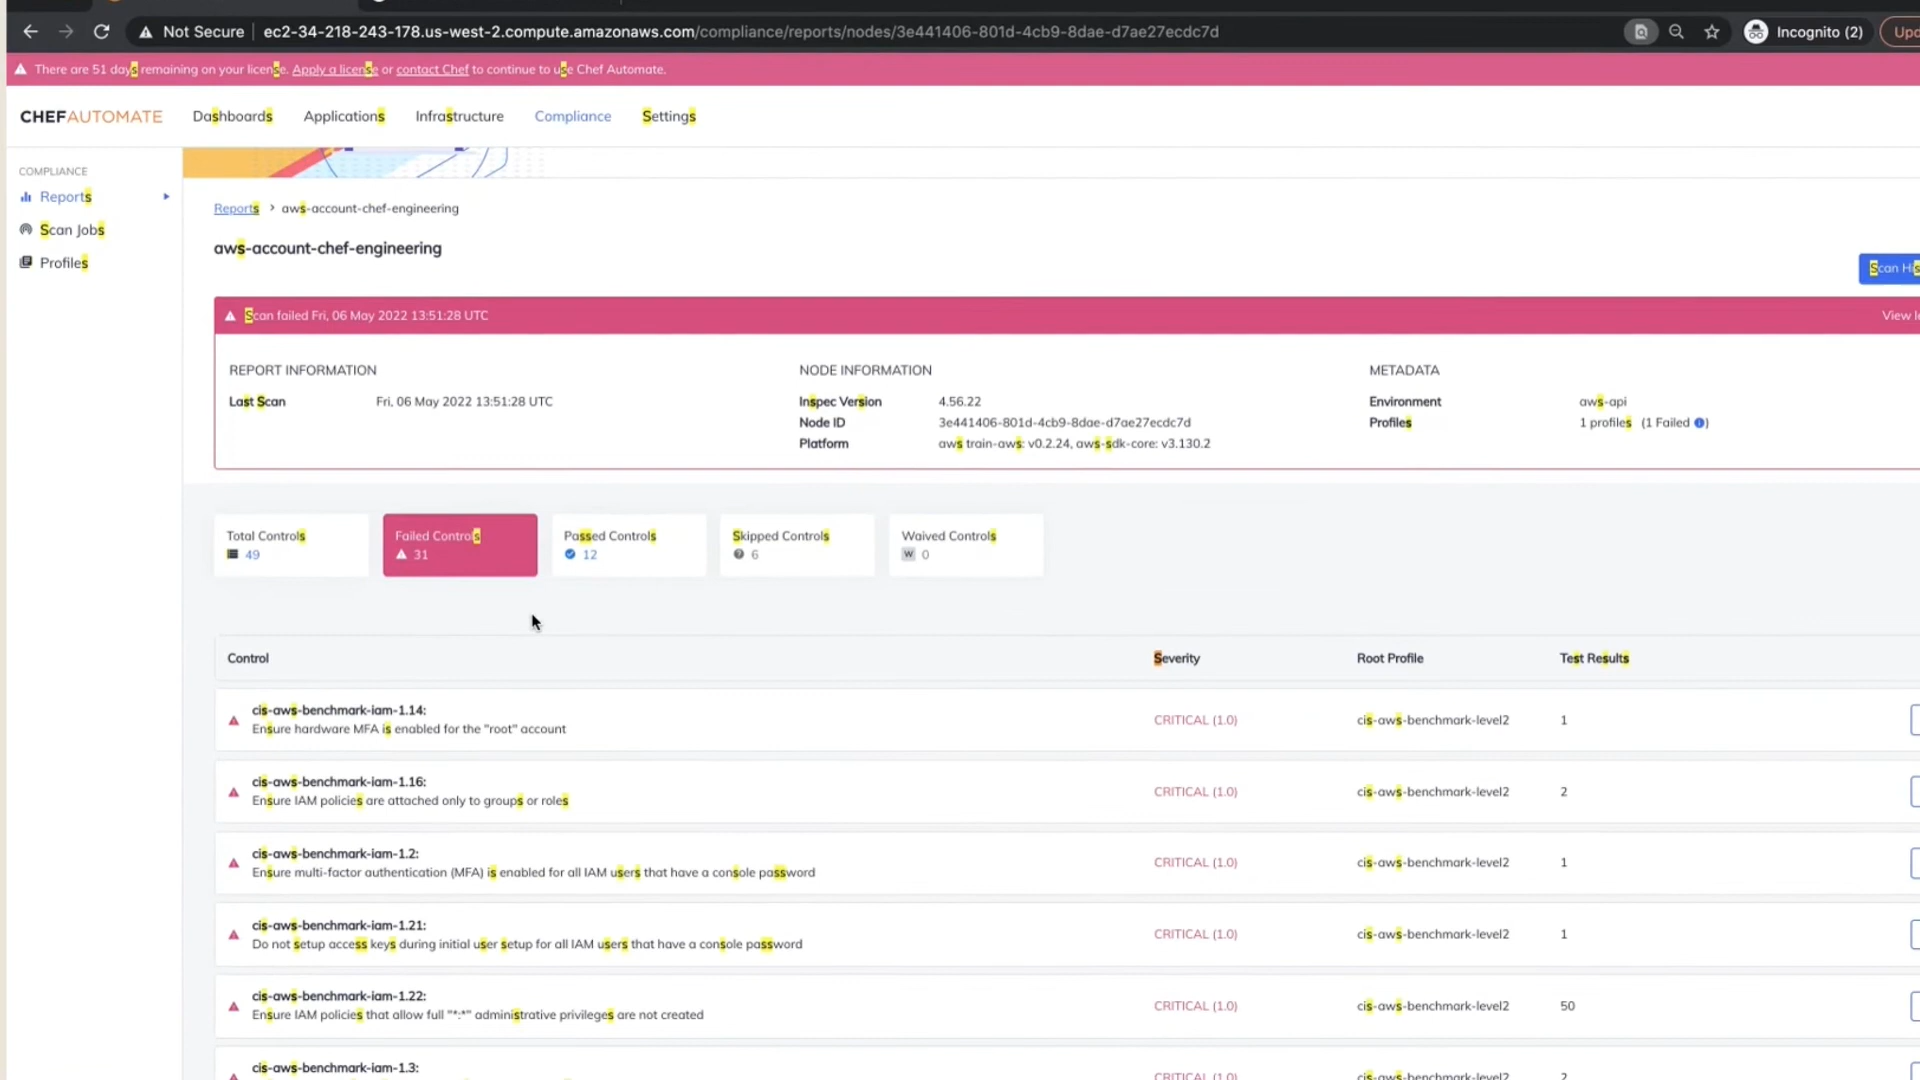 Not Secure ec2-34-218-243-178.us-west-2.compute.amazonaws.com/compliance/reports/nodes/3e441406-801d-4cb9-8dae-d7ae27ecdc7d Incognito (2)
There are 51 days remaining on your license. Apply a license or contact Chef to continue to use Chef Automate.
CHEFAUTOMATE Dashboards Applications Infrastructure Compliance Settings
COMPLIANCE
Reports
Scan Jobs
Profiles
Reports > aws-account-chef-engineering
aws-account-chef-engineering
Scan
Scan failed Fri, 06 May 2022 13:51:28 UTC View
REPORT INFORMATION NODE INFORMATION METADATA
Last Scan Fri, 06 May 2022 13:51:28 UTC Inspec Version 4.56.22 Environment aws-api
Node ID 3e441406-801d-4cb9-8dae-d7ae27ecdc7d Profiles 1 profiles (1 Failed)
Platform aws train-aws: v0.2.24, aws-sdk-core: v3.130.2
Total Controls Failed Controls Passed Controls Skipped Controls Waived Controls
49 31 12 6 W 0
Control Severity Root Profile Test Results
cis-aws-benchmark-iam-1.14:
Ensure hardware MFA is enabled for the "root" account CRITICAL (1.0) cis-aws-benchmark-level2 1
cis-aws-benchmark-iam-1.16:
Ensure IAM policies are attached only to groups or roles CRITICAL (1.0) cis-aws-benchmark-level2 2
cis-aws-benchmark-iam-1.2:
Ensure multi-factor authentication (MFA) is enabled for all IAM users that have a console password CRITICAL (1.0) cis-aws-benchmark-level2 1
cis-aws-benchmark-iam-1.21:
Do not setup access keys during initial user setup for all IAM users that have a console password CRITICAL (1.0) cis-aws-benchmark-level2 1
cis-aws-benchmark-iam-1.22:
Ensure IAM policies that allow full "*:*" administrative privileges are not created CRITICAL (1.0) cis-aws-benchmark-level2 50
cis-aws-benchmark-iam-1.3:
CRITICAL (1.0) cis-aws-benchmark-level2 2